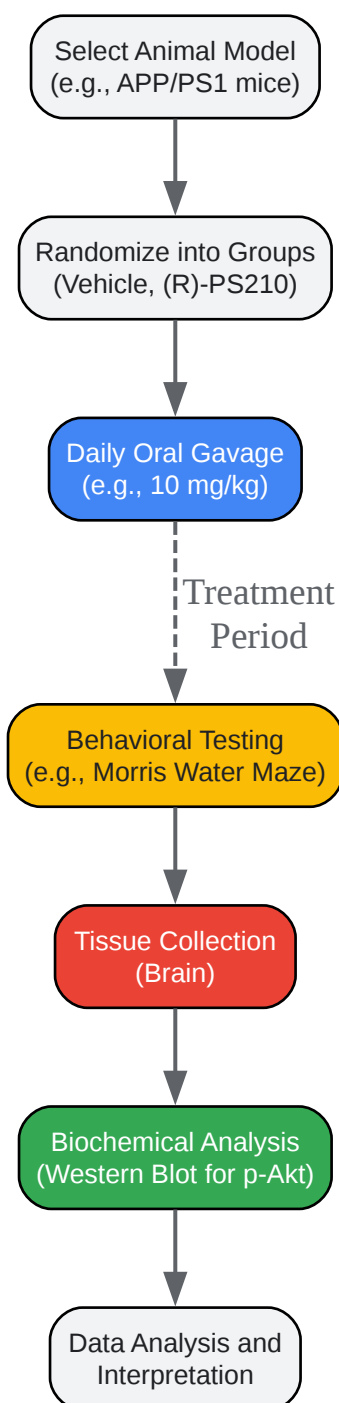 Select Animal Model
(e.g., APP/PS1 mice)
Randomize into Groups
(Vehicle, (R)-PS210)
Daily Oral Gavage
(e.g., 10 mg/kg)
Treatment
Period
Behavioral Testing
(e.g., Morris Water Maze)
Tissue Collection
(Brain)
Biochemical Analysis
(Western Blot for p-Akt)
Data Analysis and
Interpretation